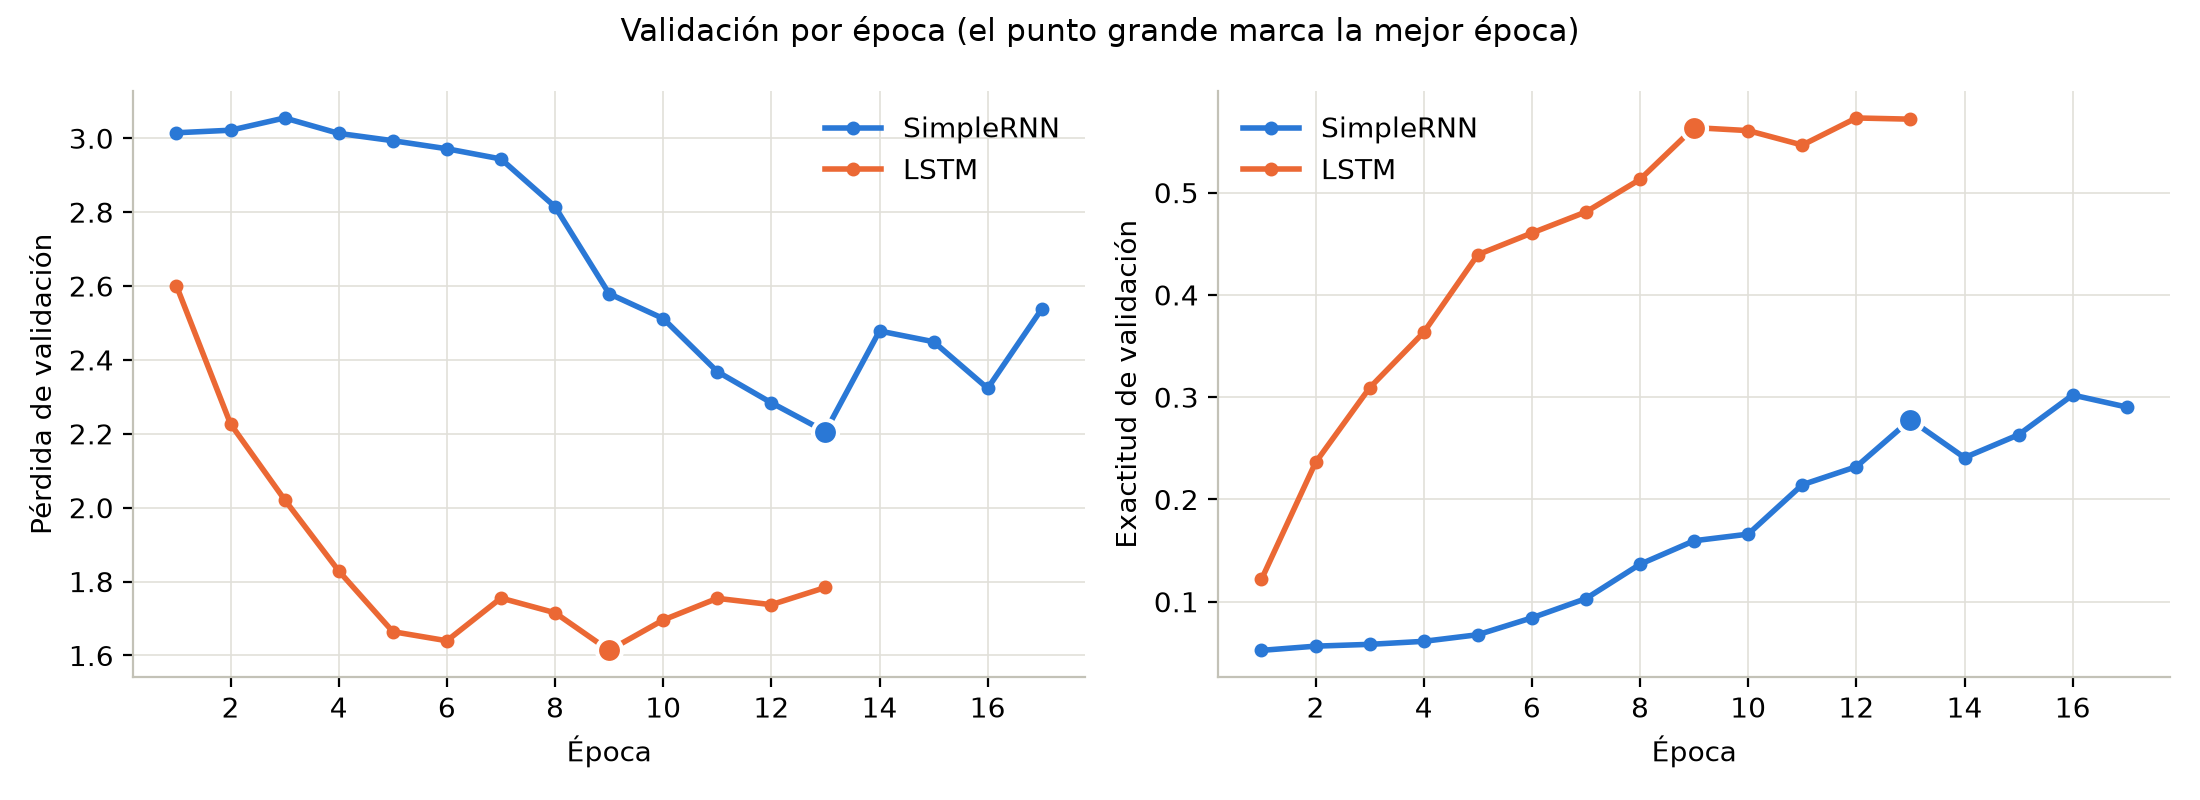 Validación por época (el punto grande marca la mejor época)
Pérdida de validación
3.0
2.8
2.6
2.4
2.2
2.0
1.8
1.6
SimpleRNN
LSTM
2 4 6 8 10 12 14 16
Época
Exactitud de validación
0.5
0.4
0.3
0.2
0.1
SimpleRNN
LSTM
2 4 6 8 10 12 14 16
Época